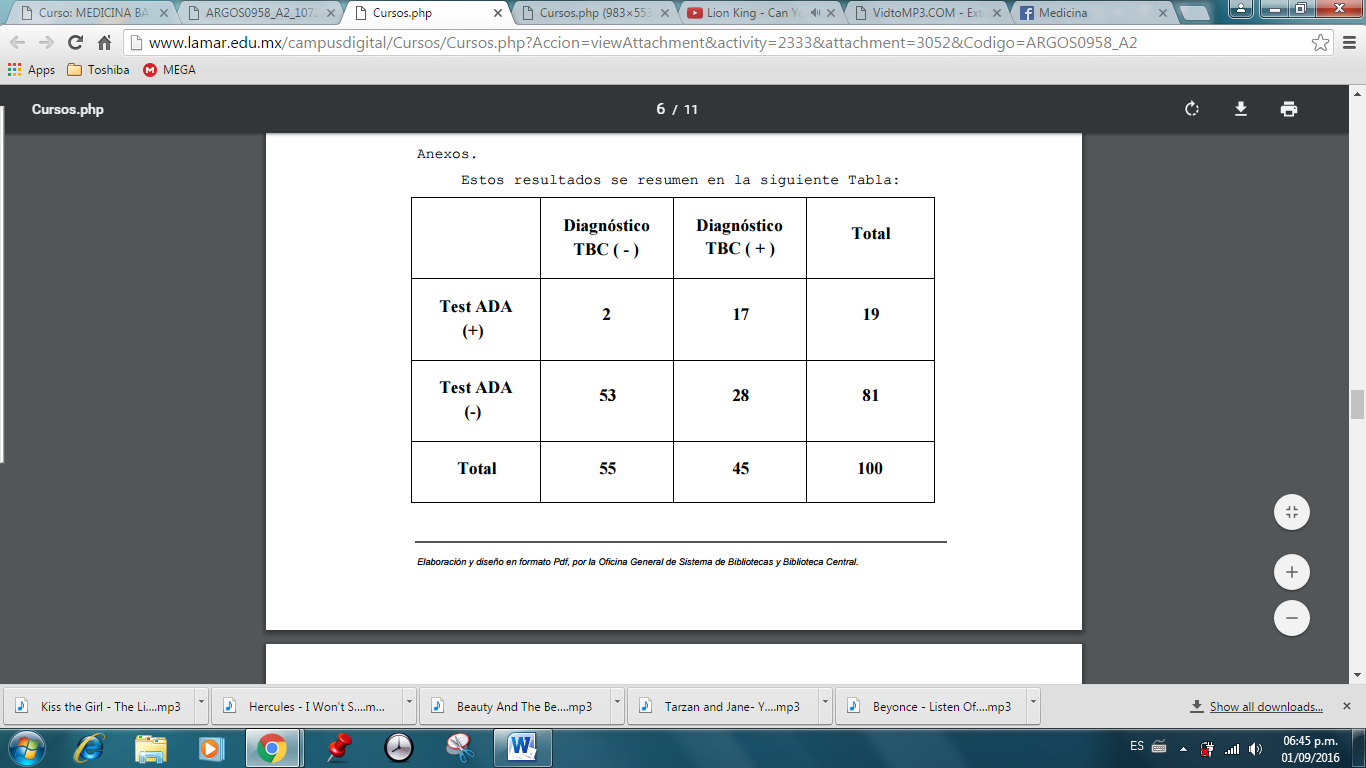 Curso: MEDICINA BA
ARGOS0958_A2_107
Cursos.php
Cursos.php (983×553
Lion King - Can Y
VidtoMP3.COM - Ext
Medicina
www.lamar.edu.mx/campusdigital/Cursos/Cursos.php?Accion=viewAttachment&activity=2333&attachment=3052&Codigo=ARGOS0958_A2
Apps Toshiba MEGA
Cursos.php 6 / 11
Anexos.
Estos resultados se resumen en la siguiente Tabla:
Diagnóstico TBC ( - ) Diagnóstico TBC ( + ) Total
Test ADA (+) 2 17 19
Test ADA (-) 53 28 81
Total 55 45 100
Elaboración y diseño en formato Pdf, por la Oficina General de Sistema de Bibliotecas y Biblioteca Central.
Kiss the Girl - The Li....mp3
Hercules - I Won't S....m...
Beauty And The Be....mp3
Tarzan and Jane- Y....mp3
Beyonce - Listen Of....mp3
Show all downloads...
ES 06:45 p.m.
01/09/2016